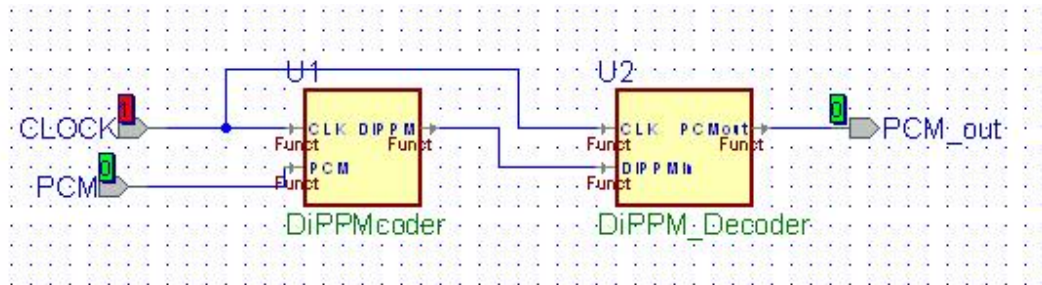 U1 U2
1 0
CLOCK CLK DIPPM CLK PCMout PCM_out
Funct Funct Funct Funct
0
PCM PCM DIPPMIn
Funct Funct
DiPPMcoder DiPPM_Decoder